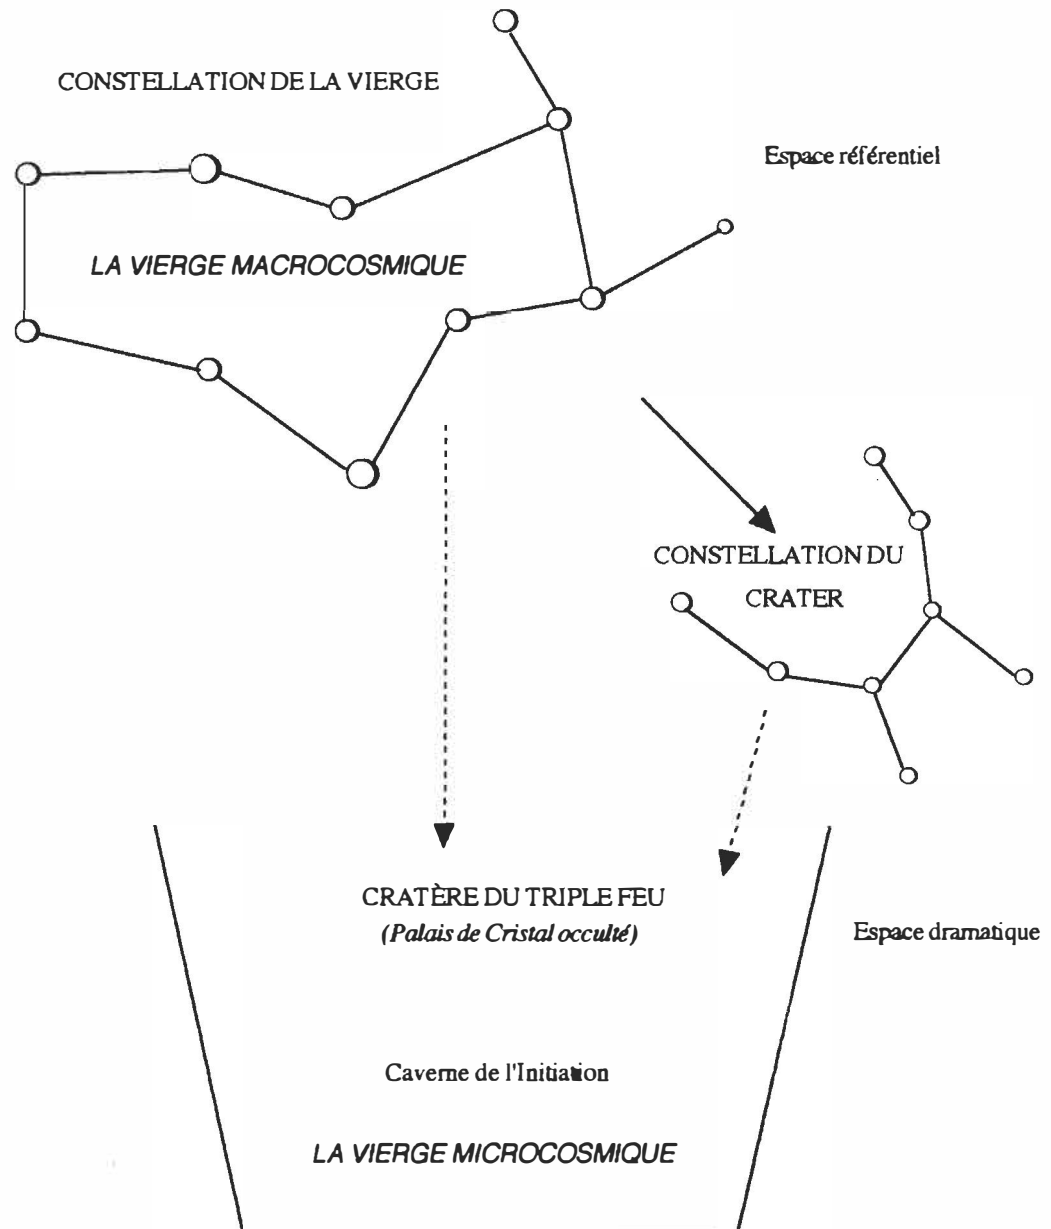 CONSTELLATION DE LA VIERGE
Espace référentiel
LA VIERGE MACROCOSMIQUE
CONSTELLATION DU
CRATER
CRATÈRE DU TRIPLE FEU
(Palais de Cristal occulté)
Espace dramatique
Caverne de l'Initiation
LA VIERGE MICROCOSMIQUE